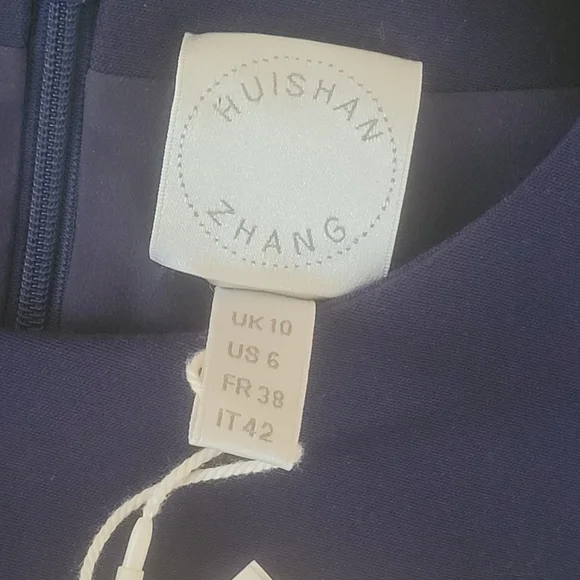 HUISHAN
ZHANG
UK 10
US 6
FR 38
IT 42